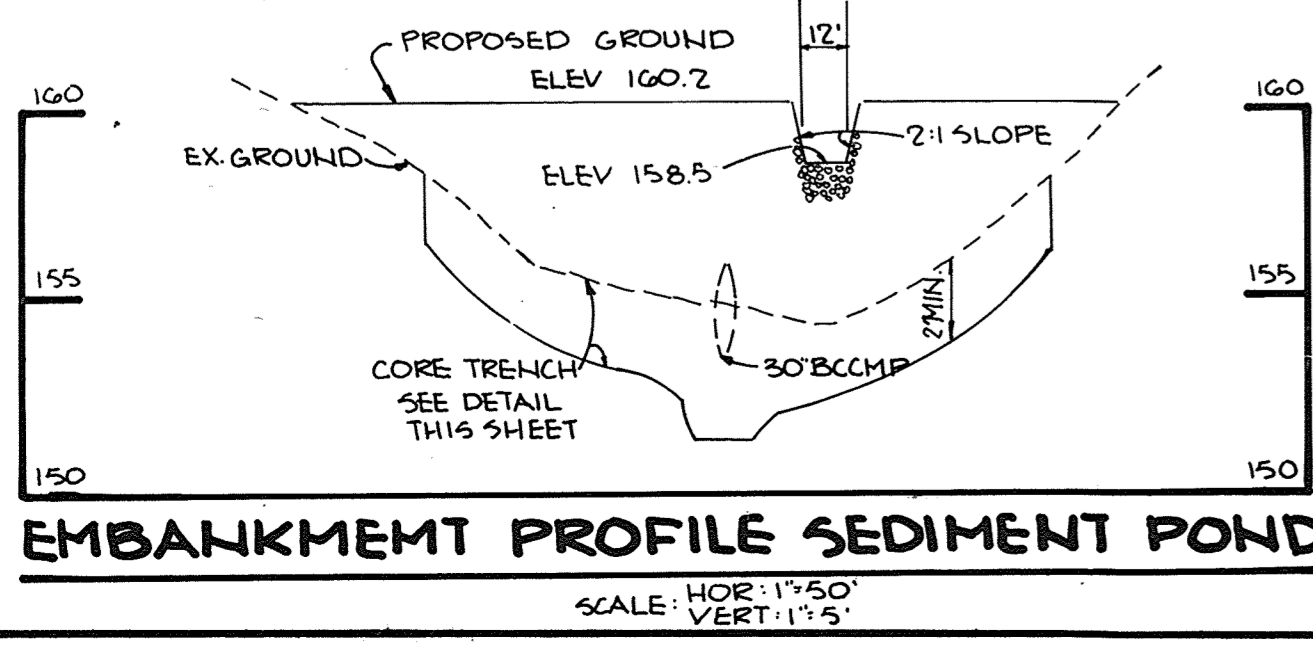 12'
PROPOSED GROUND
ELEV 160.2
160
160
EX. GROUND
2:1 SLOPE
ELEV 158.5
155
155
2' MIN.
CORE TRENCH
SEE DETAIL
THIS SHEET
30" BCCMP
150
150
EMBANKMEMT PROFILE SEDIMENT POND
SCALE: HOR: 1"=50'
VERT: 1"=5'